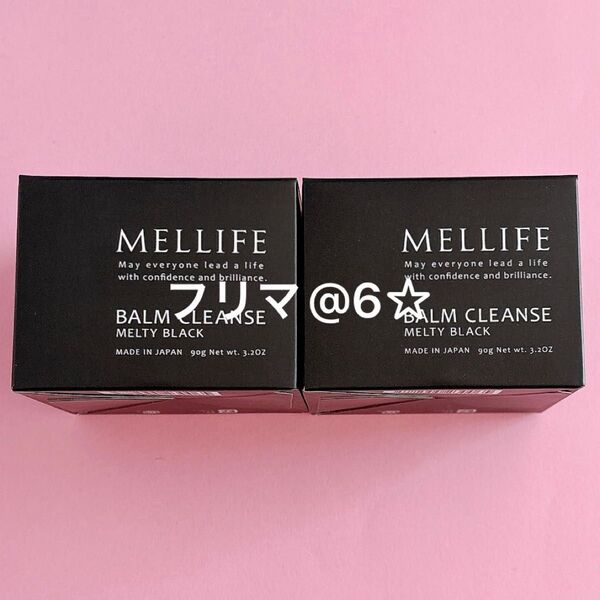 MELLIFE
May everyone lead a life
with confidence and brilliance.
BALM CLEANSE
MELTY BLACK
MADE IN JAPAN 90g Net wt. 3.2OZ
MELLIFE
May everyone lead a life
with confidence and brilliance.
BALM CLEANSE
MELTY BLACK
MADE IN JAPAN 90g Net wt. 3.2OZ
フリマ@6☆